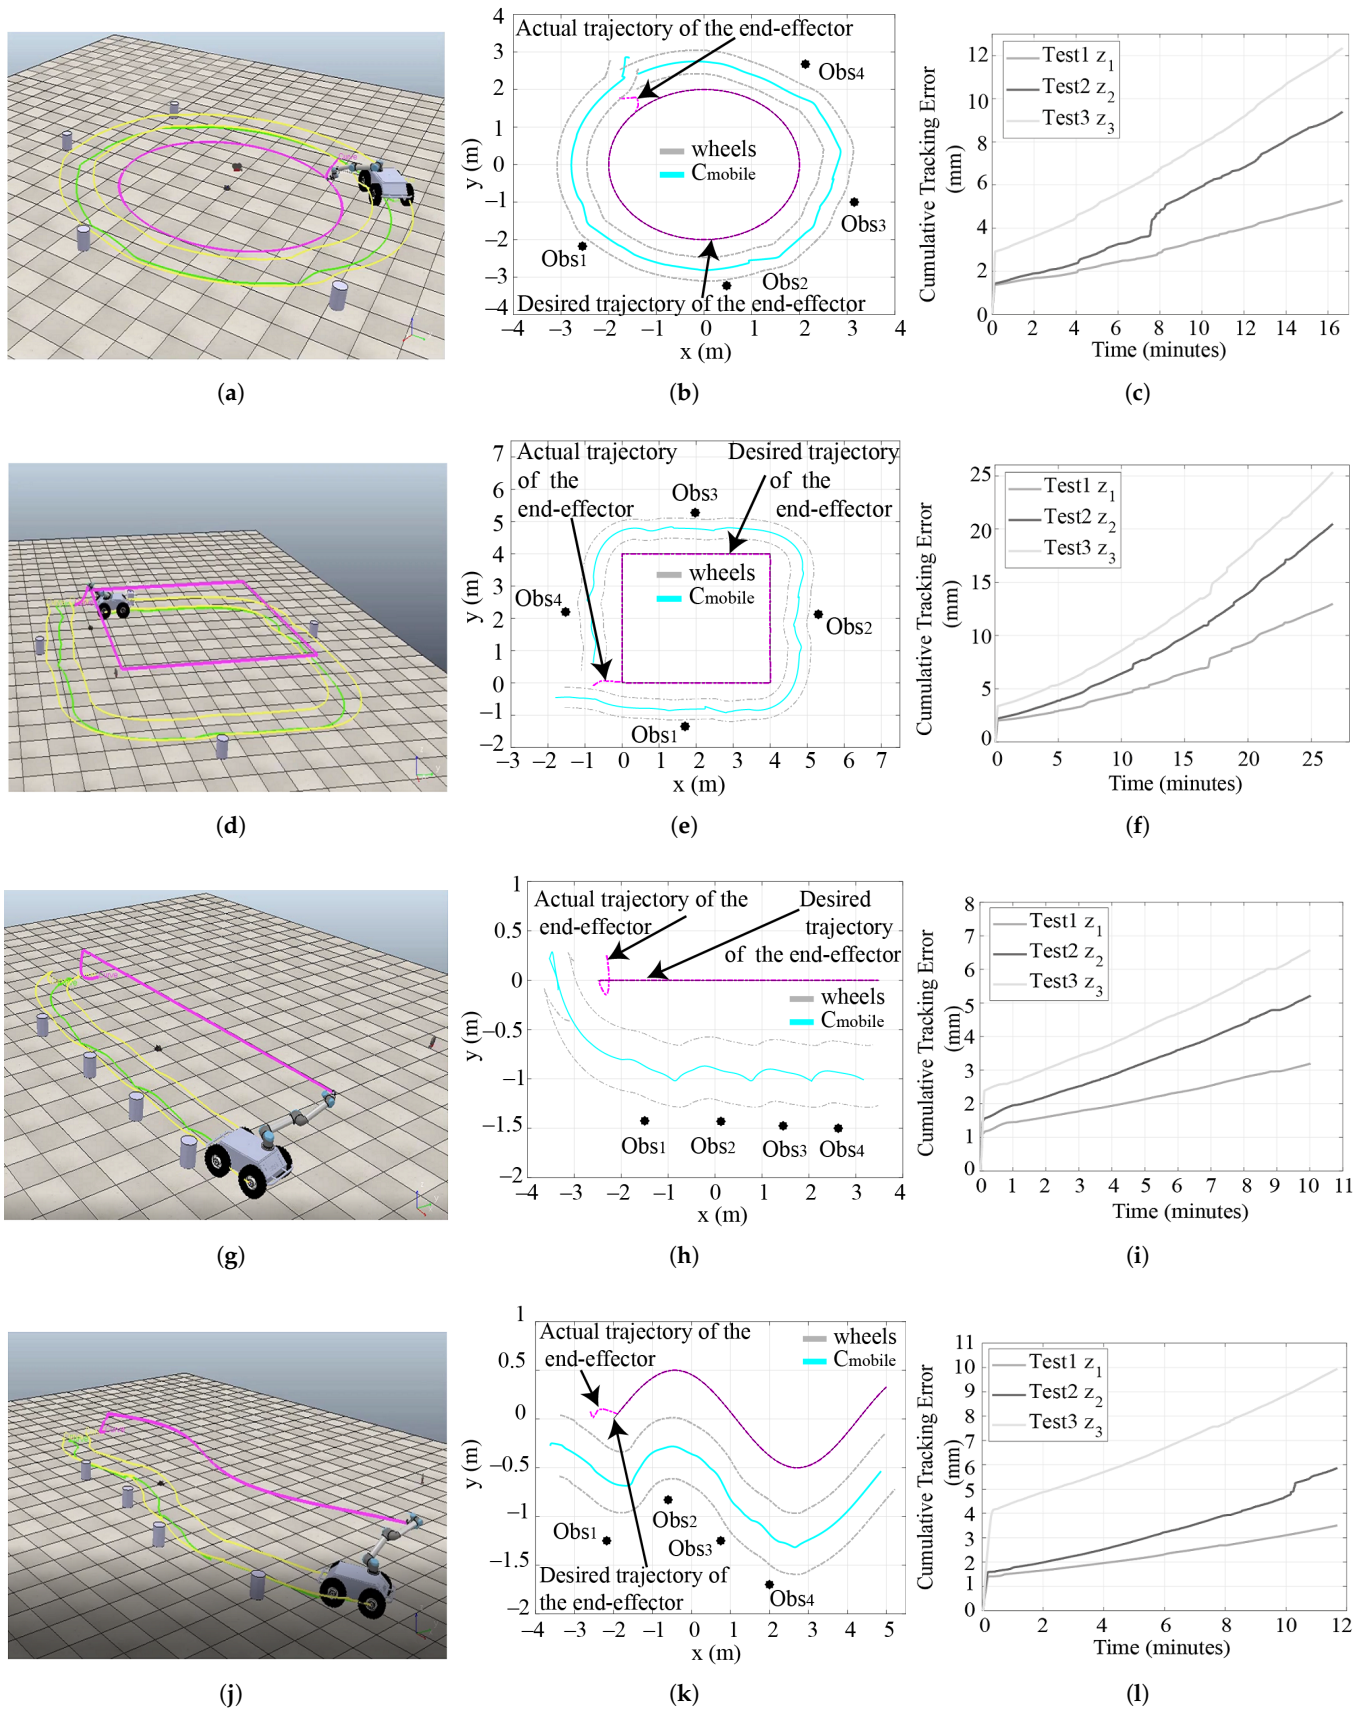 4
3
2
1
0
−1
−2
−3
−4
y (m)
Actual trajectory of the end-effector
Obs4
wheels
Cmobile
Obs3
Obs1
Obs2
Desired trajectory of the end-effector
−4 −3 −2 −1 0 1 2 3 4
x (m)
12
10
8
6
4
2
0
Cumulative Tracking Error
(mm)
Test1 z1
Test2 z2
Test3 z3
0 2 4 6 8 10 12 14 16
Time (minutes)
(a)
(b)
(c)
7
6
5
4
3
2
1
0
−1
−2
y (m)
Actual trajectory
of the
end-effector
Desired trajectory
of the
end-effector
Obs3
wheels
Cmobile
Obs4
Obs2
Obs1
−3 −2 −1 0 1 2 3 4 5 6 7
x (m)
25
20
15
10
5
0
Cumulative Tracking Error
(mm)
Test1 z1
Test2 z2
Test3 z3
0 5 10 15 20 25
Time (minutes)
(d)
(e)
(f)
1
0.5
0
−0.5
−1
−1.5
−2
y (m)
Actual trajectory of the
end-effector
Desired
trajectory
of the end-effector
wheels
Cmobile
Obs1
Obs2
Obs3
Obs4
−4 −3 −2 −1 0 1 2 3 4
x (m)
8
7
6
5
4
3
2
1
0
Cumulative Tracking Error
(mm)
Test1 z1
Test2 z2
Test3 z3
0 1 2 3 4 5 6 7 8 9 10 11
Time (minutes)
(g)
(h)
(i)
1
0.5
0
−0.5
−1
−1.5
−2
y (m)
Actual trajectory of the
end-effector
wheels
Cmobile
Obs1
Obs2
Obs3
Desired trajectory of
the end-effector
Obs4
−4 −3 −2 −1 0 1 2 3 4 5
x (m)
11
10
9
8
7
6
5
4
3
2
1
0
Cumulative Tracking Error
(mm)
Test1 z1
Test2 z2
Test3 z3
0 2 4 6 8 10 12
Time (minutes)
(j)
(k)
(l)